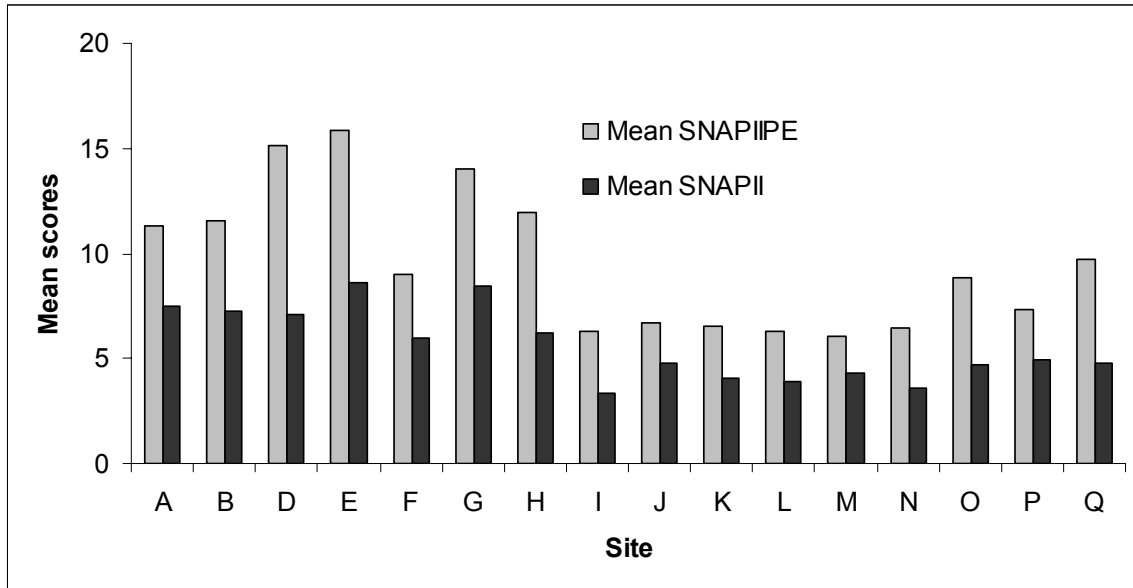 20
15
10
5
0
Mean scores
Mean SNAPIIPE
Mean SNAPII
A B D E F G H I J K L M N O P Q
Site